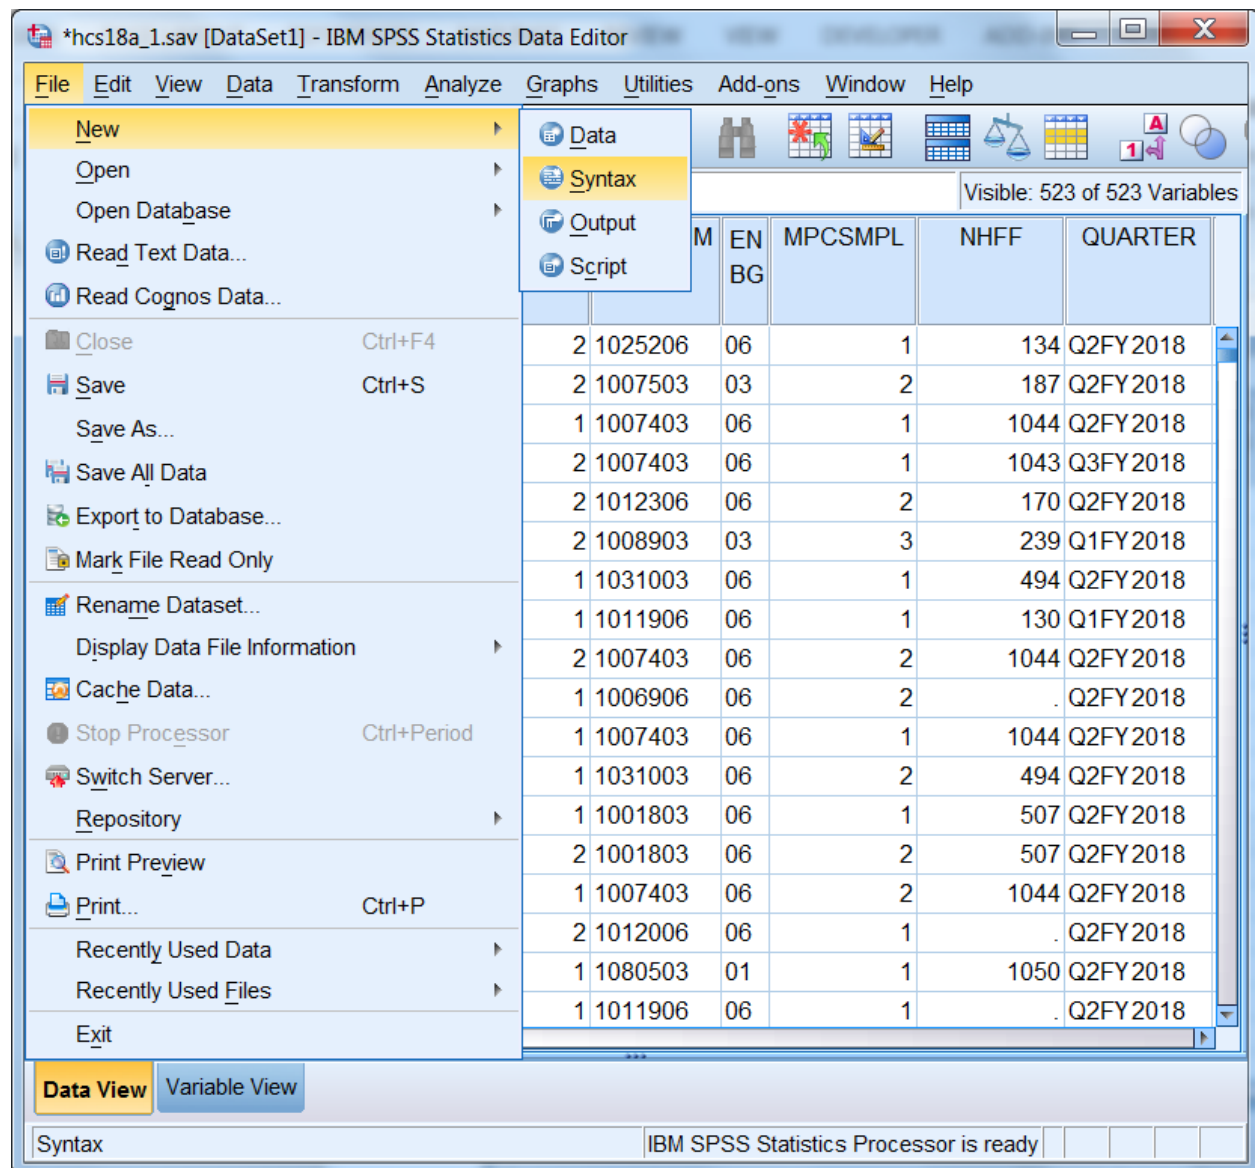 *hcs18a_1.sav [DataSet1] - IBM SPSS Statistics Data Editor
File Edit View Data Transform Analyze Graphs Utilities Add-ons Window Help
New
Open
Open Database
Read Text Data...
Read Cognos Data...
Close Ctrl+F4
Save Ctrl+S
Save As...
Save All Data
Export to Database...
Mark File Read Only
Rename Dataset...
Display Data File Information
Cache Data...
Stop Processor Ctrl+Period
Switch Server...
Repository
Print Preview
Print... Ctrl+P
Recently Used Data
Recently Used Files
Exit
Data
Syntax
Output
Script
A
1
Visible: 523 of 523 Variables
M EN BG MPCSMPL NHFF QUARTER
2 1025206 06 1 134 Q2FY2018
2 1007503 03 2 187 Q2FY2018
1 1007403 06 1 1044 Q2FY2018
2 1007403 06 1 1043 Q3FY2018
2 1012306 06 2 170 Q2FY2018
2 1008903 03 3 239 Q1FY2018
1 1031003 06 1 494 Q2FY2018
1 1011906 06 1 130 Q1FY2018
2 1007403 06 2 1044 Q2FY2018
1 1006906 06 2 . Q2FY2018
1 1007403 06 1 1044 Q2FY2018
1 1031003 06 2 494 Q2FY2018
1 1001803 06 1 507 Q2FY2018
2 1001803 06 2 507 Q2FY2018
1 1007403 06 2 1044 Q2FY2018
2 1012006 06 1 . Q2FY2018
1 1080503 01 1 1050 Q2FY2018
1 1011906 06 1 . Q2FY2018
Data View Variable View
Syntax IBM SPSS Statistics Processor is ready